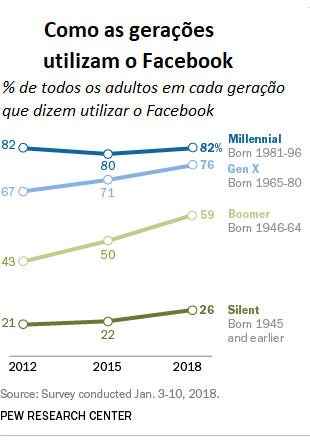 Como as gerações
utilizam o Facebook
% de todos os adultos em cada geração
que dizem utilizar o Facebook
82
80
82%
Millennial
Born 1981-96
67
71
76
Gen X
Born 1965-80
43
50
59
Boomer
Born 1946-64
21
22
26
Silent
Born 1945
and earlier
2012 2015 2018
Source: Survey conducted Jan. 3-10, 2018.
PEW RESEARCH CENTER